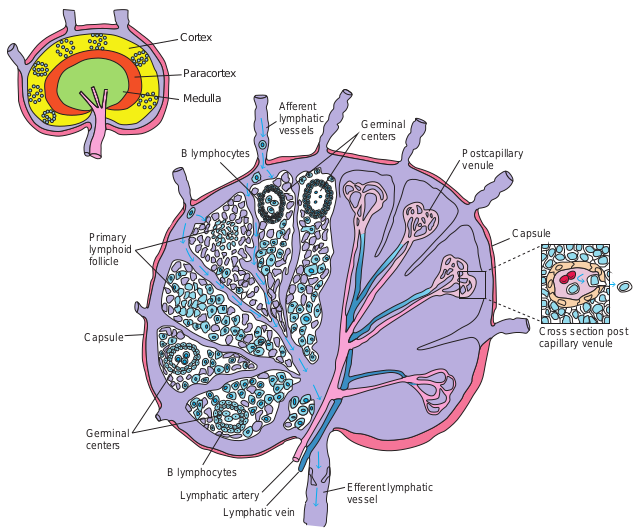 Cortex
Paracortex
Medulla
Afferent
lymphatic
vessels
Germinal
centers
B lymphocytes
Postcapillary
venule
Primary
lymphoid
follicle
Capsule
Capsule
Cross section post
capillary venule
Germinal
centers
B lymphocytes
Lymphatic artery
Lymphatic vein
Efferent lymphatic
vessel